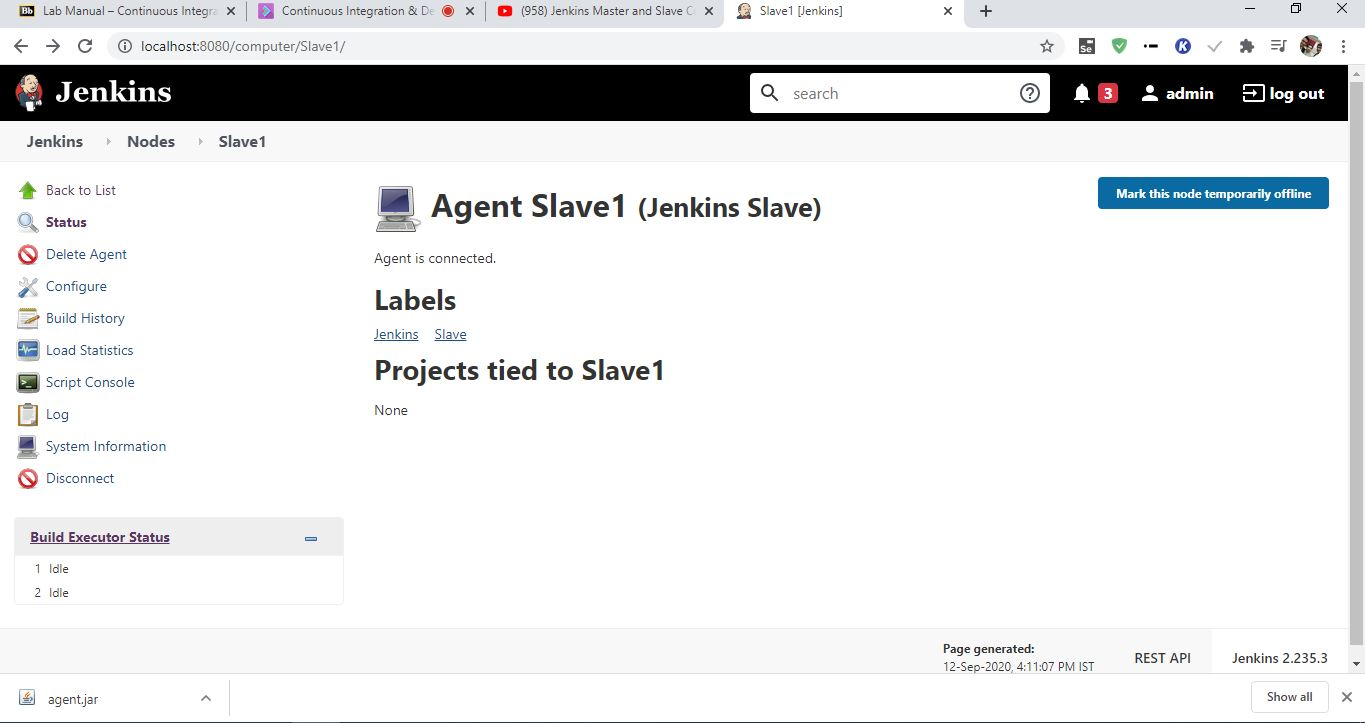 Bb Lab Manual – Continuous Integra
Continuous Integration & De
(958) Jenkins Master and Slave C
Slave1 [Jenkins]
localhost:8080/computer/Slave1/
Se
K
Jenkins
search
3
admin
log out
Jenkins
Nodes
Slave1
Back to List
Status
Delete Agent
Configure
Build History
Load Statistics
Script Console
Log
System Information
Disconnect
Build Executor Status
1 Idle
2 Idle
Agent Slave1 (Jenkins Slave)
Mark this node temporarily offline
Agent is connected.
Labels
Jenkins Slave
Projects tied to Slave1
None
Page generated:
12-Sep-2020, 4:11:07 PM IST
REST API
Jenkins 2.235.3
agent.jar
Show all